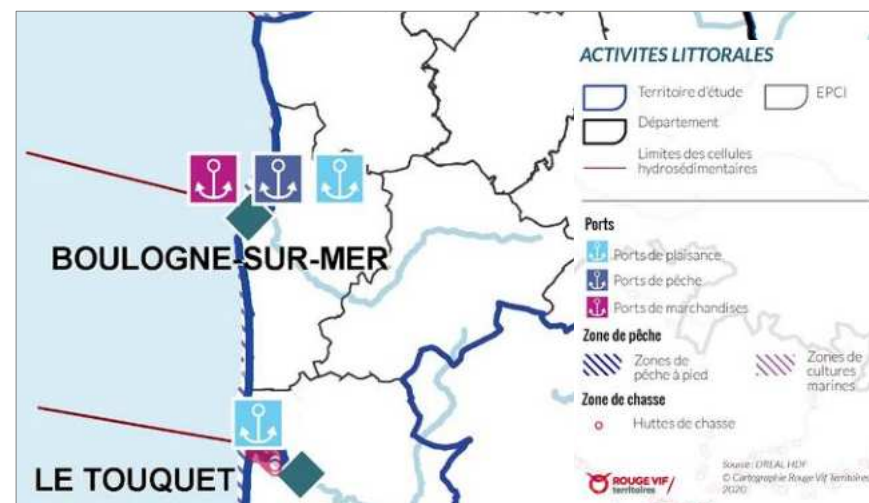 ACTIVITES LITTORALES
Territoire d'étude
EPCI
Département
Limites des cellules
hydrosédimentaires
BOULOGNE-SUR-MER
Ports
Ports de plaisance
Ports de pêche
Ports de marchandises
Zone de pêche
Zones de
pêche à pied
Zones de
cultures
marines
Zone de chasse
Huttes de chasse
LE TOUQUET
ROUGE VIF/
territoires
Source : DREAL HDF
© Cartographie Rouge Vif Territoires
2020